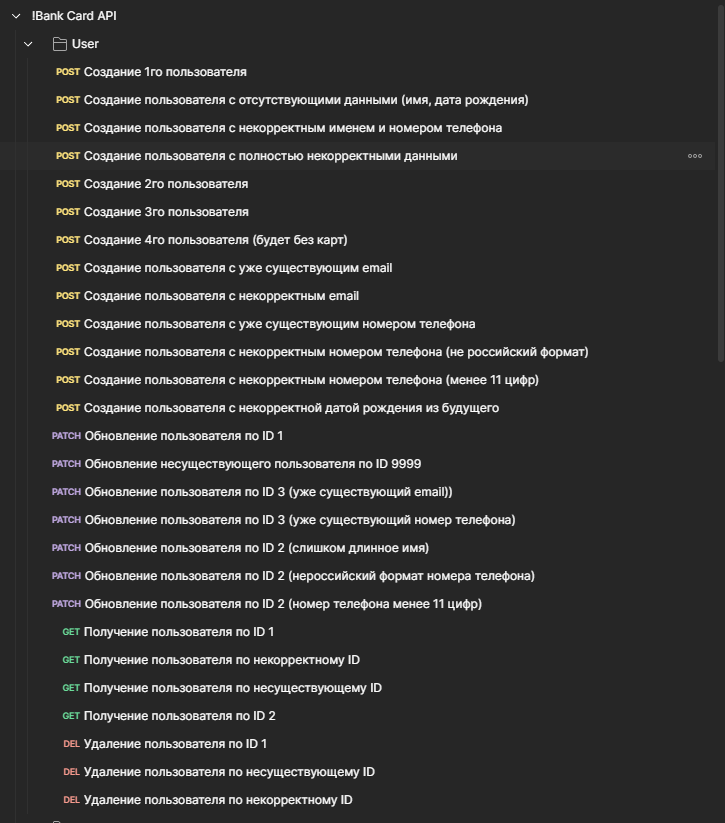 !Bank Card API
User
POST Создание 1го пользователя
POST Создание пользователя с отсутствующими данными (имя, дата рождения)
POST Создание пользователя с некорректным именем и номером телефона
POST Создание пользователя с полностью некорректными данными
POST Создание 2го пользователя
POST Создание 3го пользователя
POST Создание 4го пользователя (будет без карт)
POST Создание пользователя с уже существующим email
POST Создание пользователя с некорректным email
POST Создание пользователя с уже существующим номером телефона
POST Создание пользователя с некорректным номером телефона (не российский формат)
POST Создание пользователя с некорректным номером телефона (менее 11 цифр)
POST Создание пользователя с некорректной датой рождения из будущего
PATCH Обновление пользователя по ID 1
PATCH Обновление несуществующего пользователя по ID 9999
PATCH Обновление пользователя по ID 3 (уже существующий email))
PATCH Обновление пользователя по ID 3 (уже существующий номер телефона)
PATCH Обновление пользователя по ID 2 (слишком длинное имя)
PATCH Обновление пользователя по ID 2 (нероссийский формат номера телефона)
PATCH Обновление пользователя по ID 2 (номер телефона менее 11 цифр)
GET Получение пользователя по ID 1
GET Получение пользователя по некорректному ID
GET Получение пользователя по несуществующему ID
GET Получение пользователя по ID 2
DEL Удаление пользователя по ID 1
DEL Удаление пользователя по несуществующему ID
DEL Удаление пользователя по некорректному ID